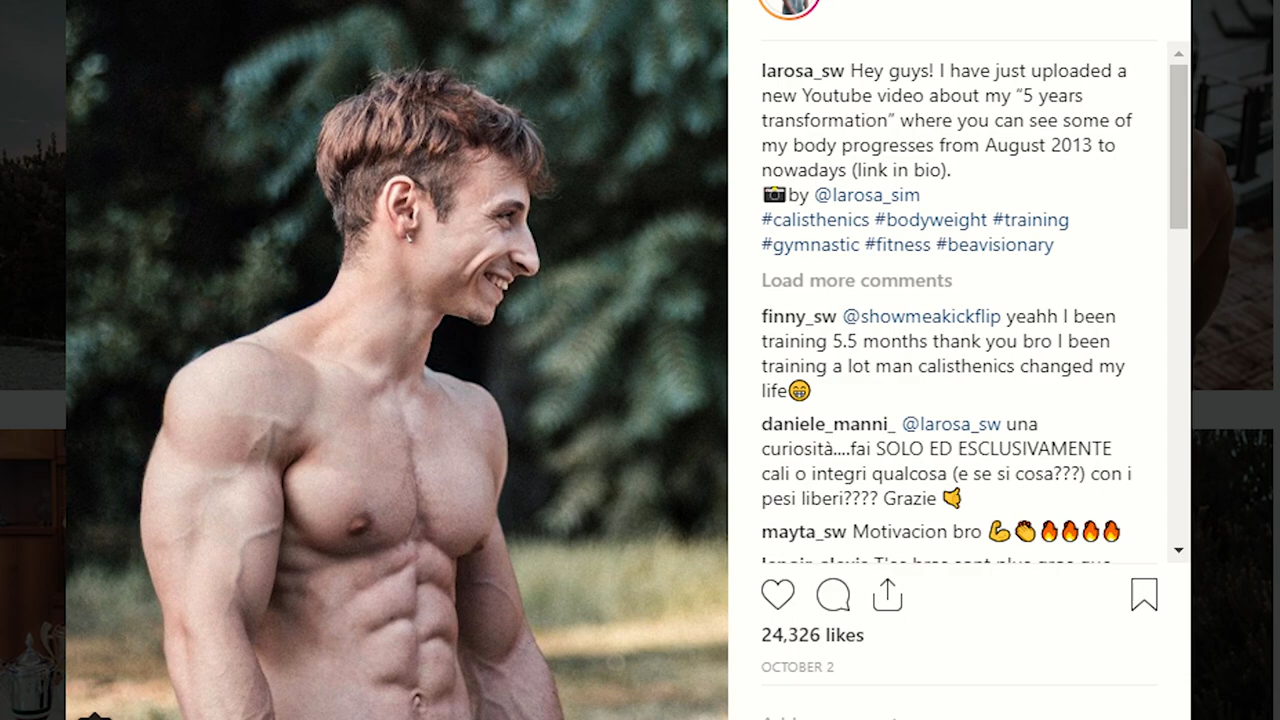 larosa_sw Hey guys! I have just uploaded a
new Youtube video about my “5 years
transformation” where you can see some of
my body progresses from August 2013 to
nowadays (link in bio).
📷by @larosa_sim
#calisthenics #bodyweight #training
#gymnastic #fitness #beavisionary
Load more comments
finny_sw @showmeakickflip yeahh I been
training 5.5 months thank you bro I been
training a lot man calisthenics changed my
life😁
daniele_manni_ @larosa_sw una
curiosità....fai SOLO ED ESCLUSIVAMENTE
cali o integri qualcosa (e se si cosa???) con i
pesi liberi???? Grazie 🤙
mayta_sw Motivacion bro 💪👏🔥🔥🔥🔥
24,326 likes
OCTOBER 2